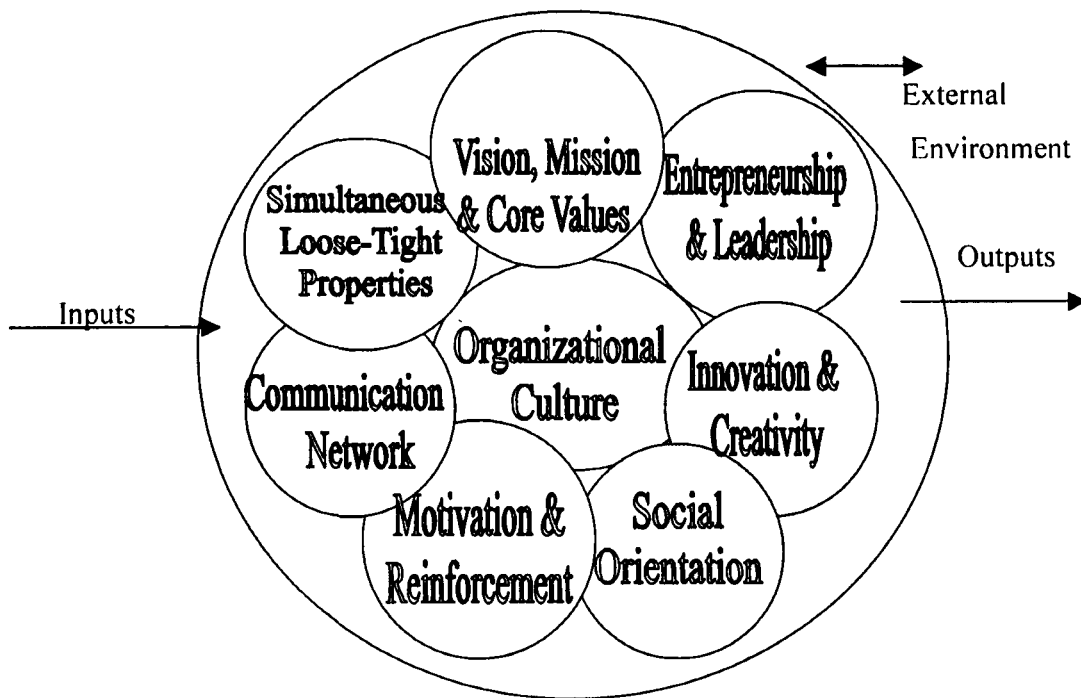 External
Environment
Vision, Mission
& Core Values
Entrepreneurship
& Leadership
Simultaneous
Loose-Tight
Properties
Outputs
Inputs
Organizational
Culture
Innovation &
Creativity
Communication
Network
Motivation &
Reinforcement
Social
Orientation